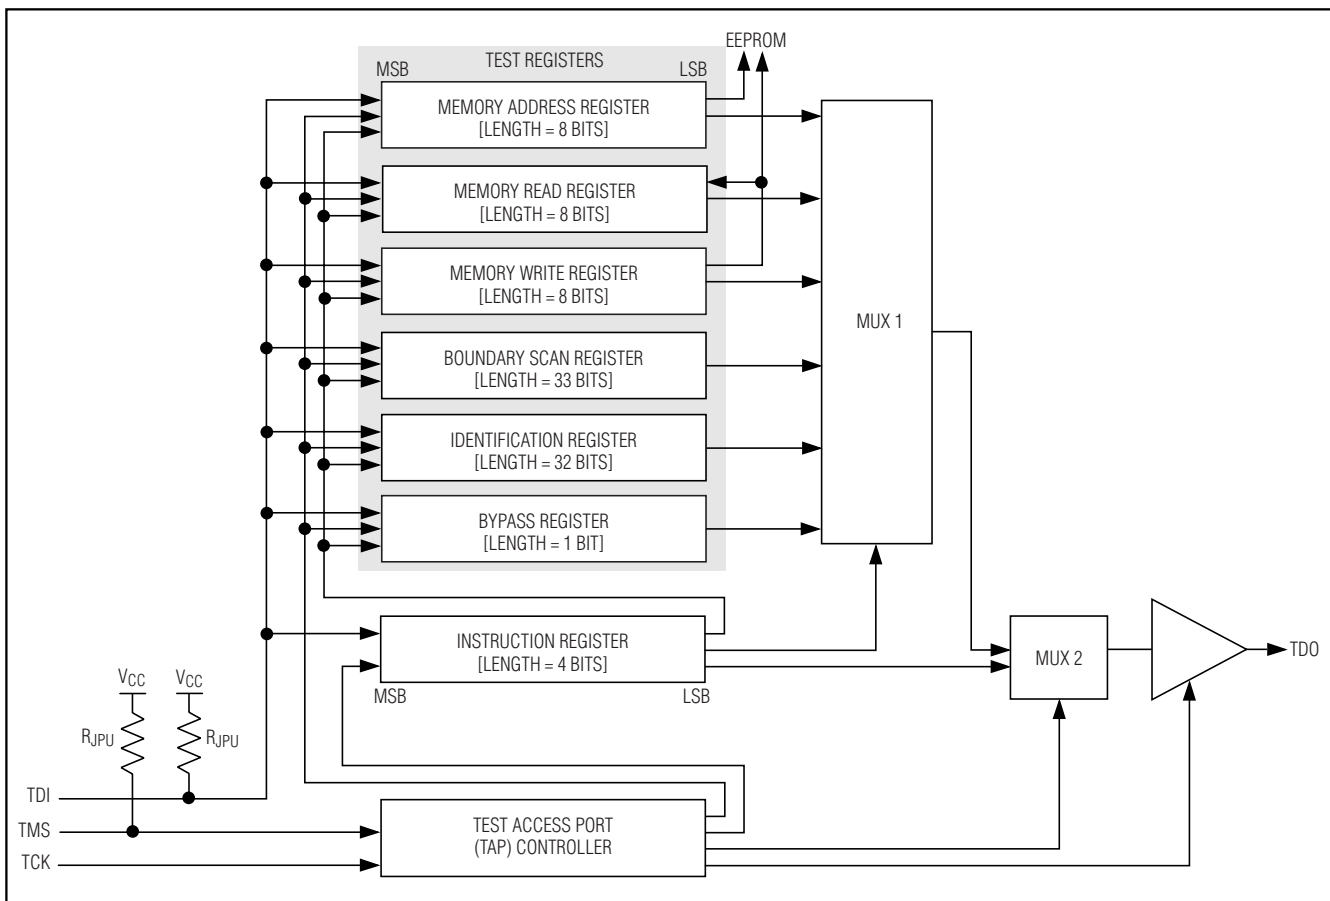 EEPROM
TEST REGISTERS
MSB
LSB
MEMORY ADDRESS REGISTER
[LENGTH = 8 BITS]
MEMORY READ REGISTER
[LENGTH = 8 BITS]
MEMORY WRITE REGISTER
[LENGTH = 8 BITS]
MUX 1
BOUNDARY SCAN REGISTER
[LENGTH = 33 BITS]
IDENTIFICATION REGISTER
[LENGTH = 32 BITS]
BYPASS REGISTER
[LENGTH = 1 BIT]
INSTRUCTION REGISTER
[LENGTH = 4 BITS]
MSB
LSB
MUX 2
TDO
VCC
VCC
RJPU
RJPU
TDI
TMS
TCK
TEST ACCESS PORT
(TAP) CONTROLLER